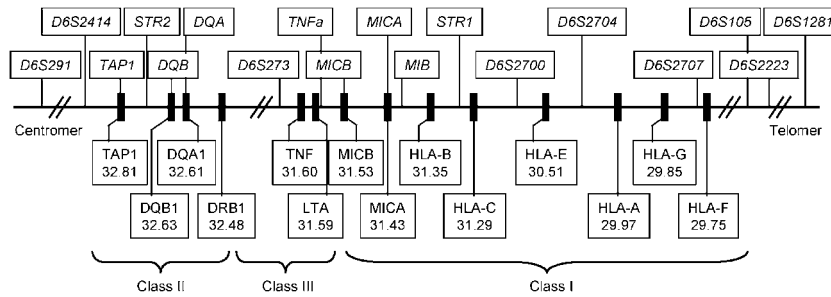 D6S2414 STR2 DQA TNFa MICA STR1 D6S2704 D6S105 D6S1281
D6S291 TAP1 DQB D6S273 MICB MIB D6S2700 D6S2707 D6S2223
Centromer Telomer
TAP1 DQA1 TNF MICB HLA-B HLA-E HLA-G
32.81 32.61 31.60 31.53 31.35 30.51 29.85
DQB1 DRB1 LTA MICA HLA-C HLA-A HLA-F
32.63 32.48 31.59 31.43 31.29 29.97 29.75
Class II Class III Class I